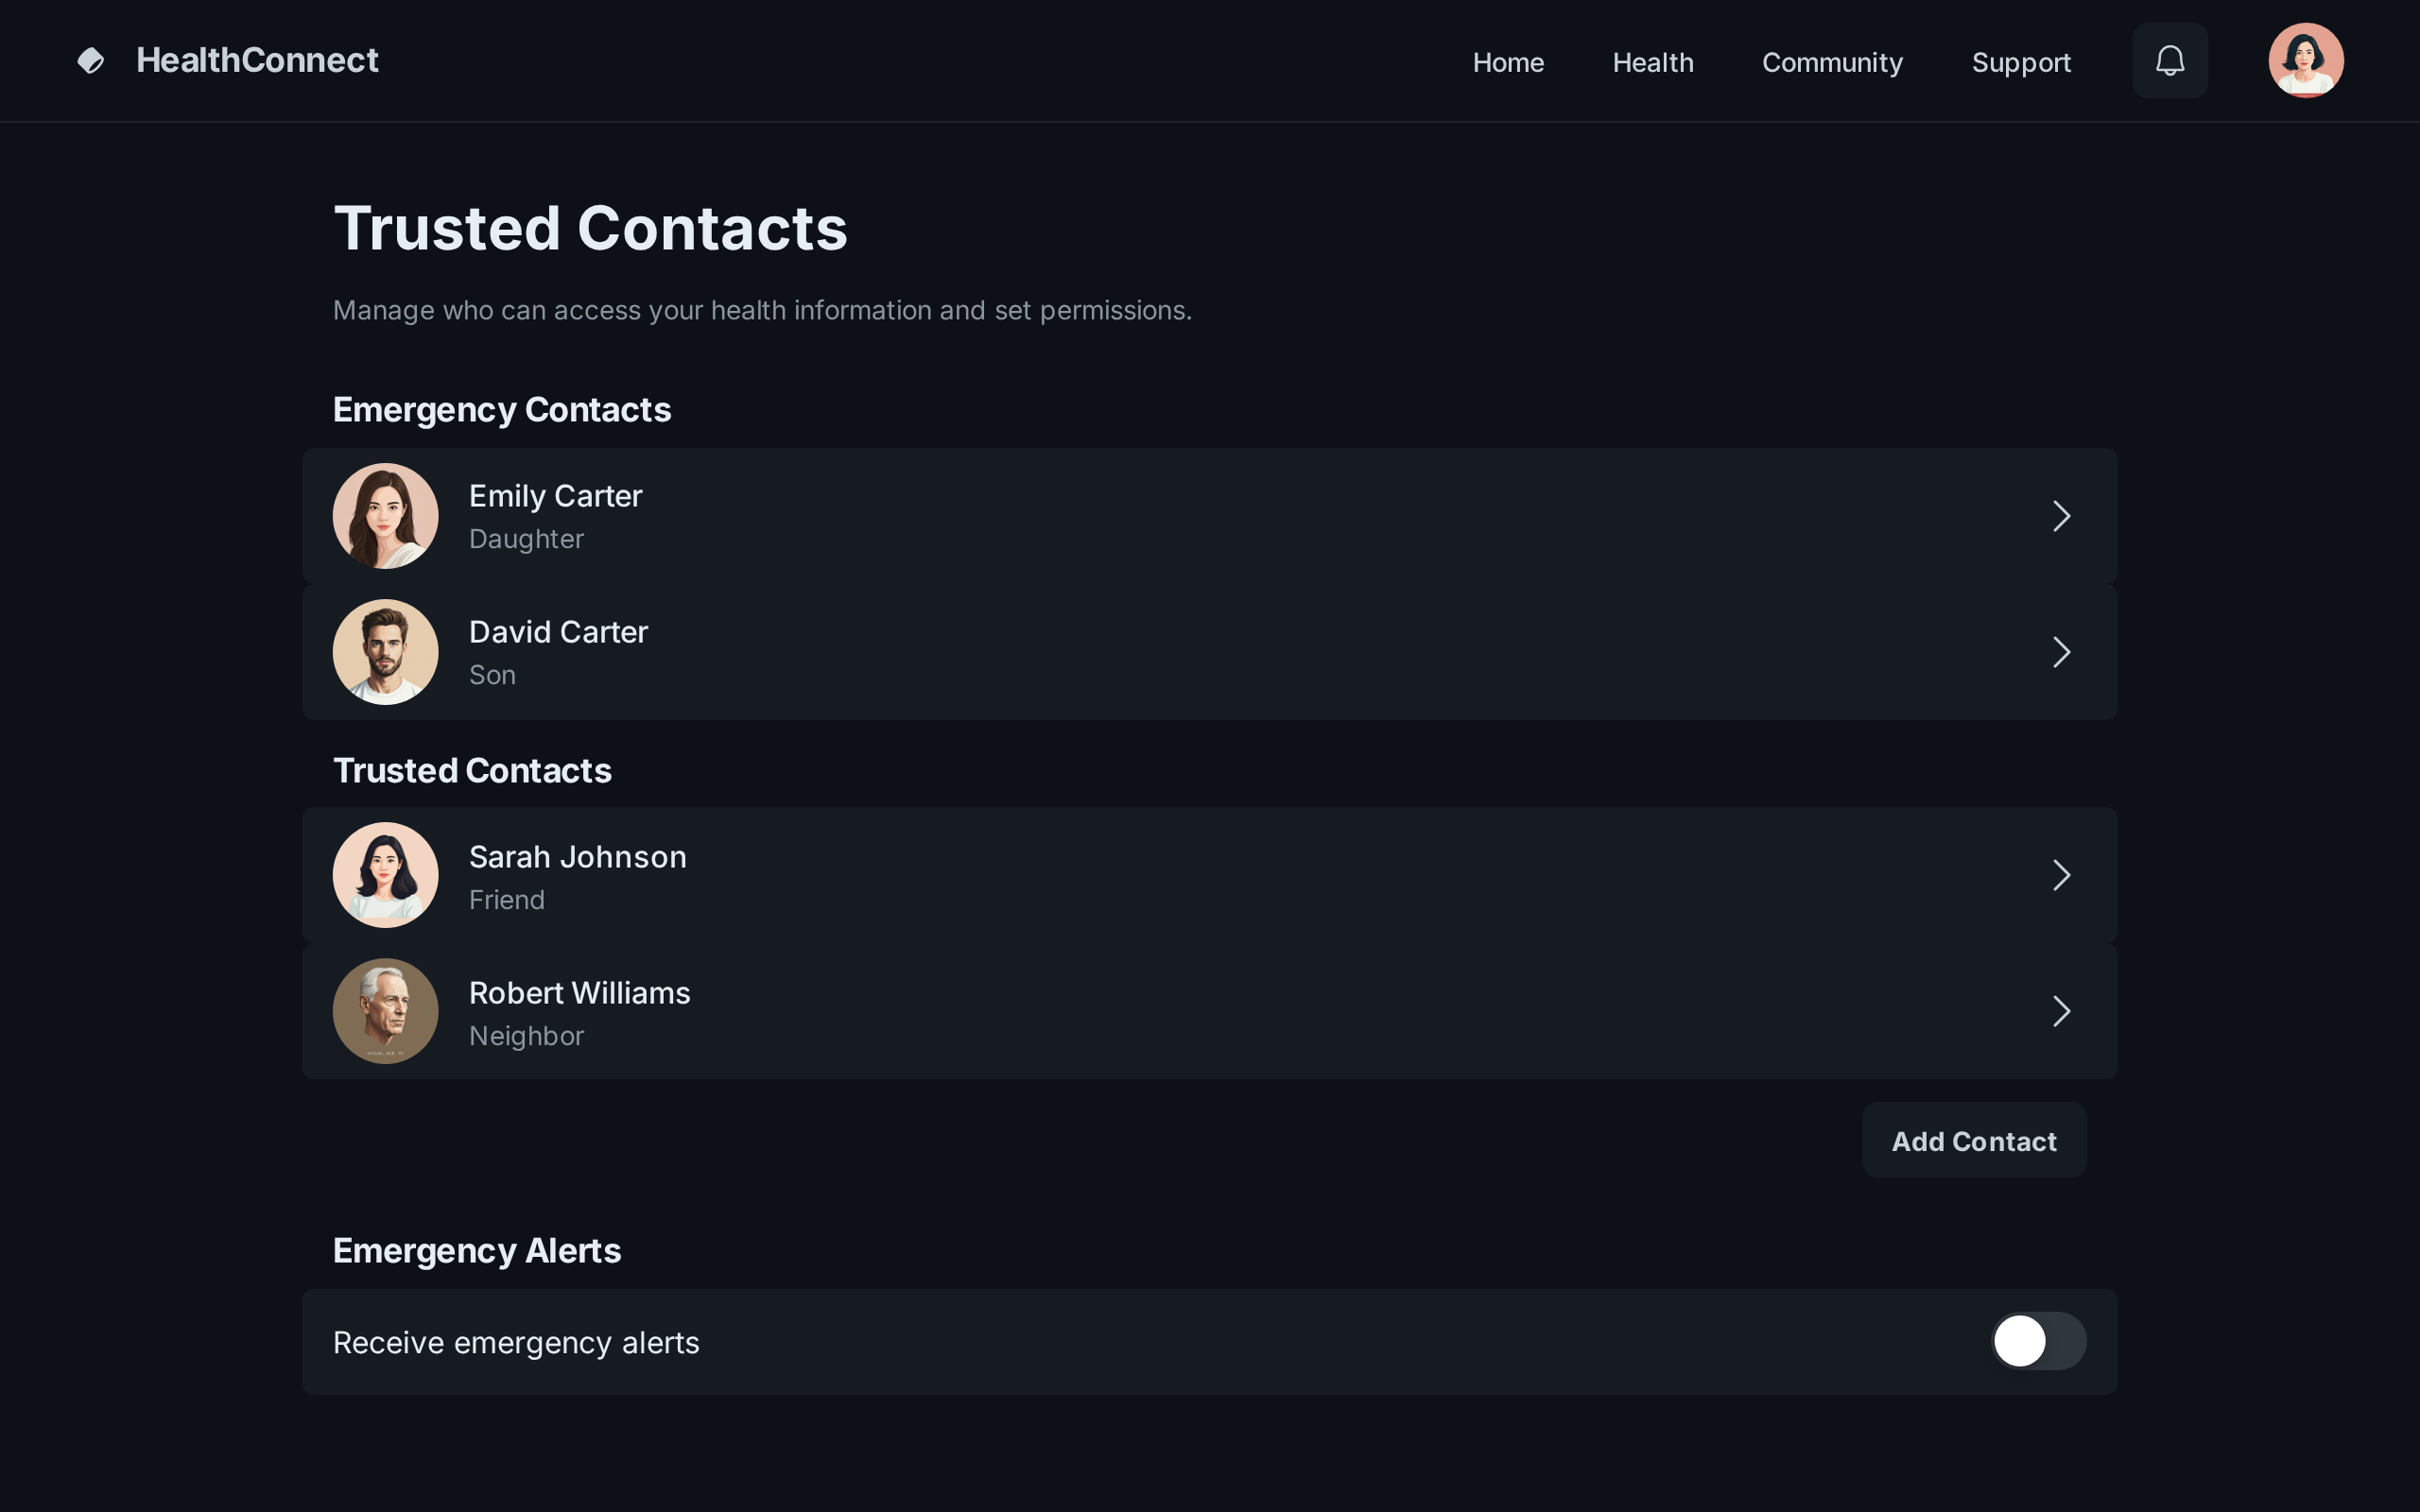 HealthConnect
Home
Health
Community
Support
Trusted Contacts
Manage who can access your health information and set permissions.
Emergency Contacts
Emily Carter
Daughter
David Carter
Son
Trusted Contacts
Sarah Johnson
Friend
Robert Williams
Neighbor
Add Contact
Emergency Alerts
Receive emergency alerts